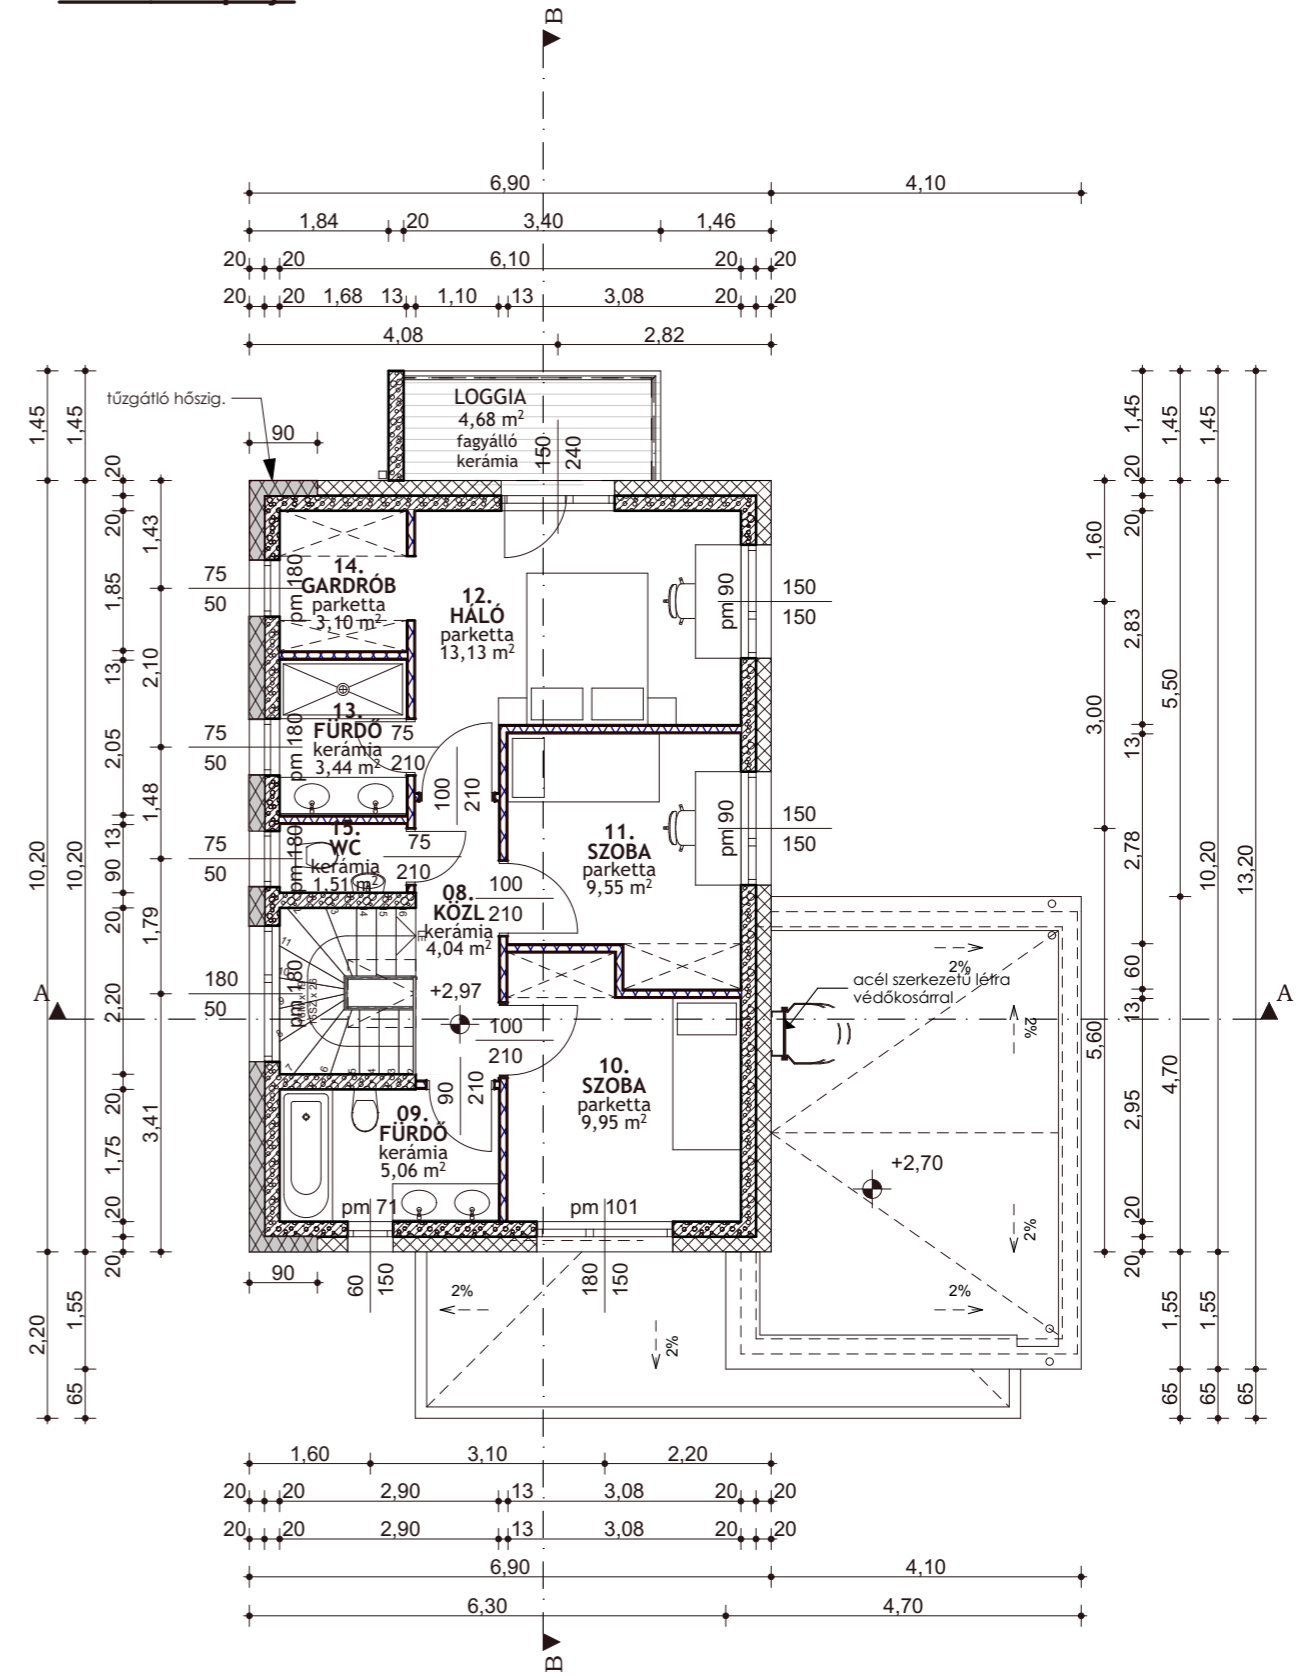 B
6,90 4,10
1,84 20 3,40 1,46
20 20 6,10 20 20
20 20 1,68 13 1,10 13 3,08 20 20
4,08 2,82
tűzgátló hőszig.
90
LOGGIA
4,68 m²
fagyálló
kerámia
150
240
1,45
10,20
2,20
1,45
10,20
1,55
65
20
20
1,85
13
2,05
13
90
20
2,20
20
1,75
20
20
1,43
2,10
1,48
1,79
3,41
75
50
75
50
75
50
180
50
pm 180
pm 180
pm 180
pm 180
14.
GARDRÓB
parketta
3,10 m²
12.
HÁLÓ
parketta
13,13 m²
pm 90
150
150
13.
FÜRDŐ
kerámia
3,44 m²
75
210
100
210
15.
WC
kerámia
1,51 m²
75
210
11.
SZOBA
parketta
9,55 m²
pm 90
150
150
08.
KÖZL
kerámia
4,04 m²
100
210
+2,97
100
210
90
210
10.
SZOBA
parketta
9,95 m²
09.
FÜRDŐ
kerámia
5,06 m²
pm 71
pm 101
90
60
150
180
150
acél szerkezetű létra
védőkosárral
2%
2%
+2,70
2%
2%
2%
2%
A
A
1,60
3,00
5,60
1,45
20
20
2,83
13
2,78
60
13
2,95
20
20
1,45
5,50
4,70
1,55
65
1,45
10,20
1,55
65
13,20
65
1,60 3,10 2,20
20 20 2,90 13 3,08 20 20
20 20 2,90 13 3,08 20 20
6,90 4,10
6,30 4,70
B